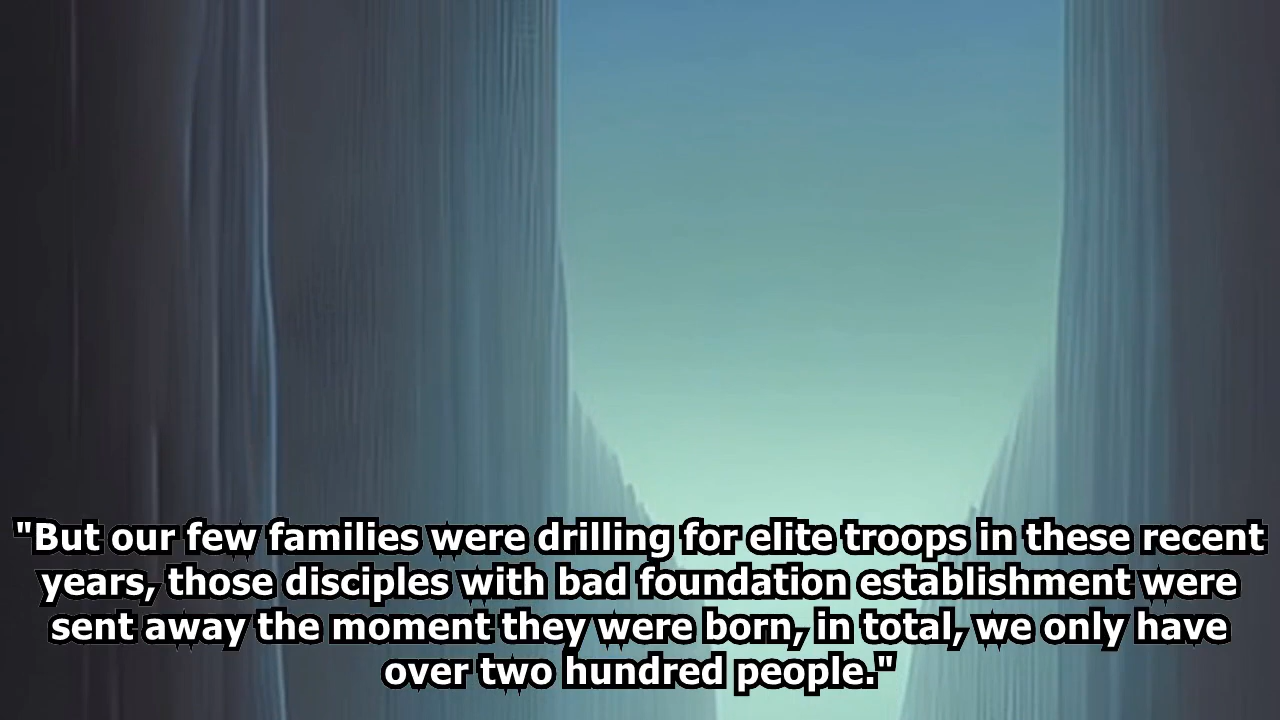 "But our few families were drilling for elite troops in these recent
years, those disciples with bad foundation establishment were
sent away the moment they were born, in total, we only have
over two hundred people."